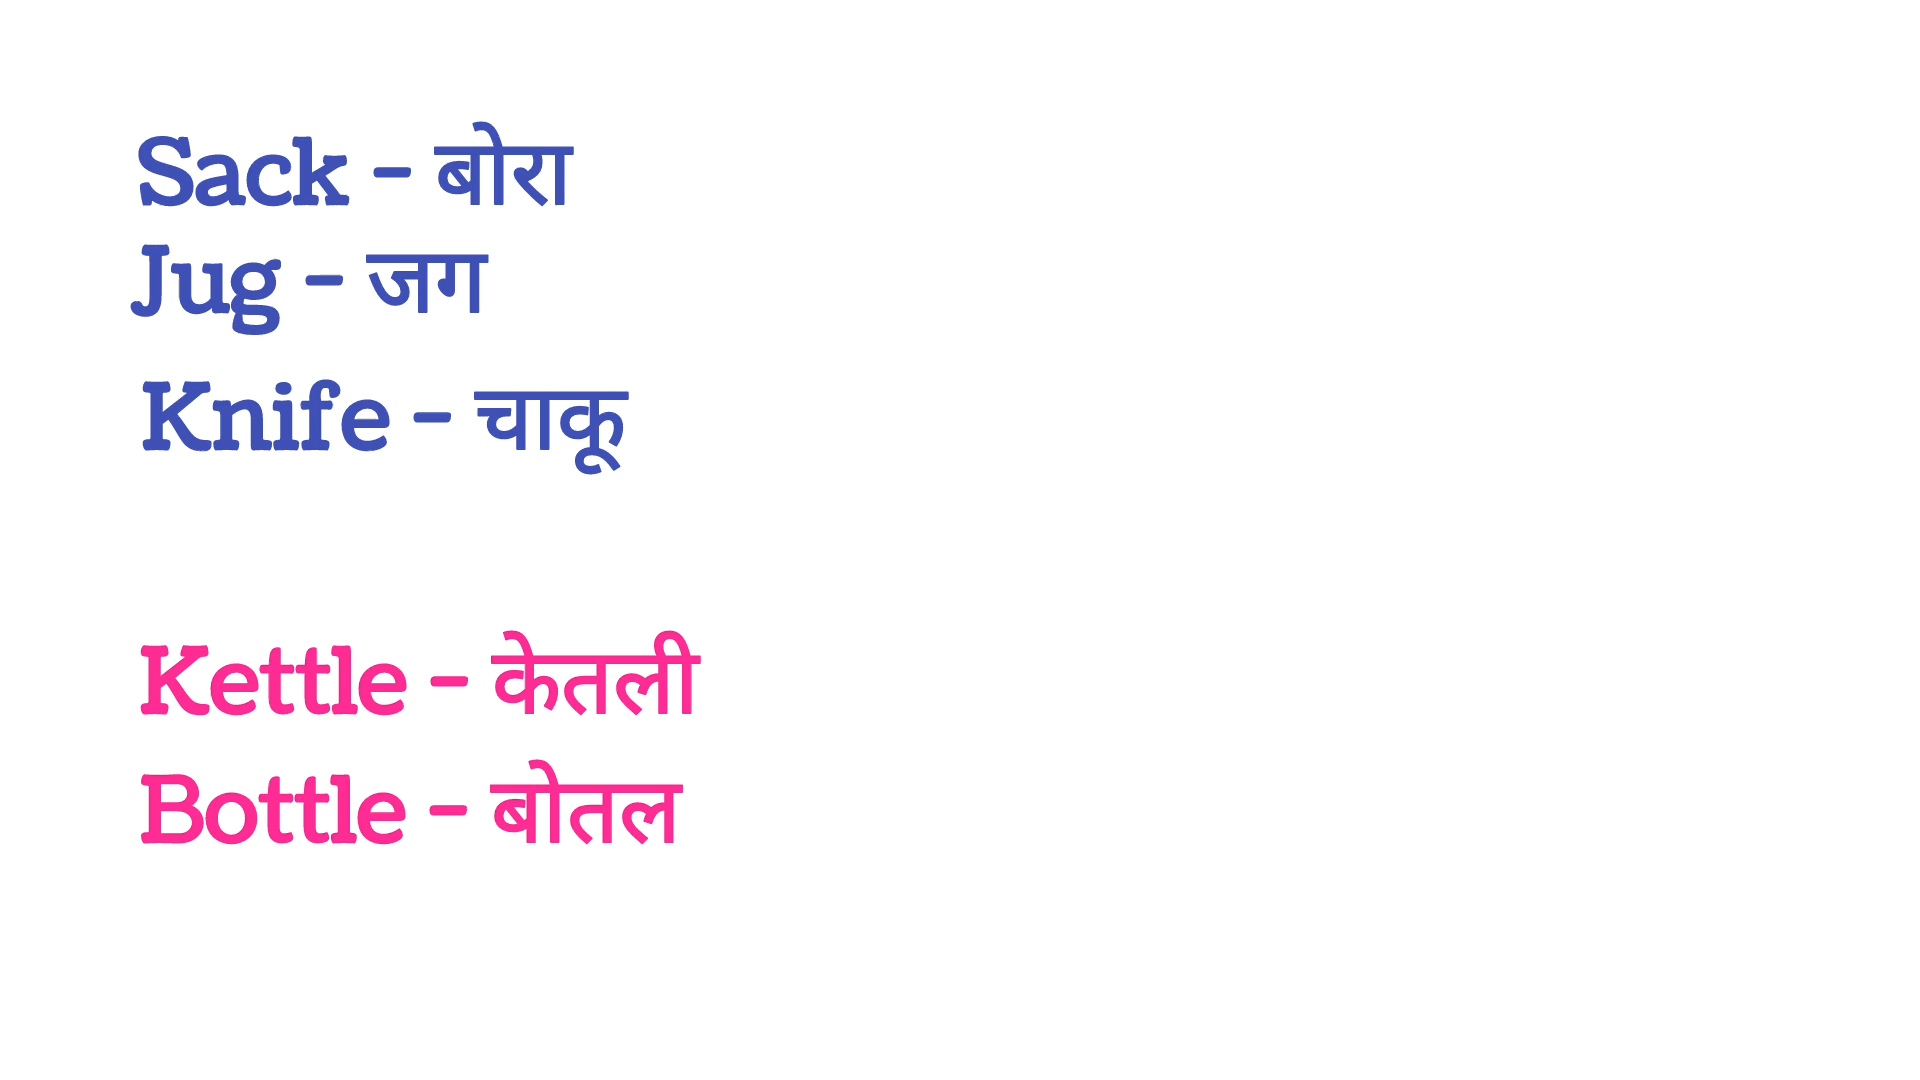 Sack - बोरा
Jug - जग
Knife - चाकू
Kettle - केतली
Bottle - बोतल